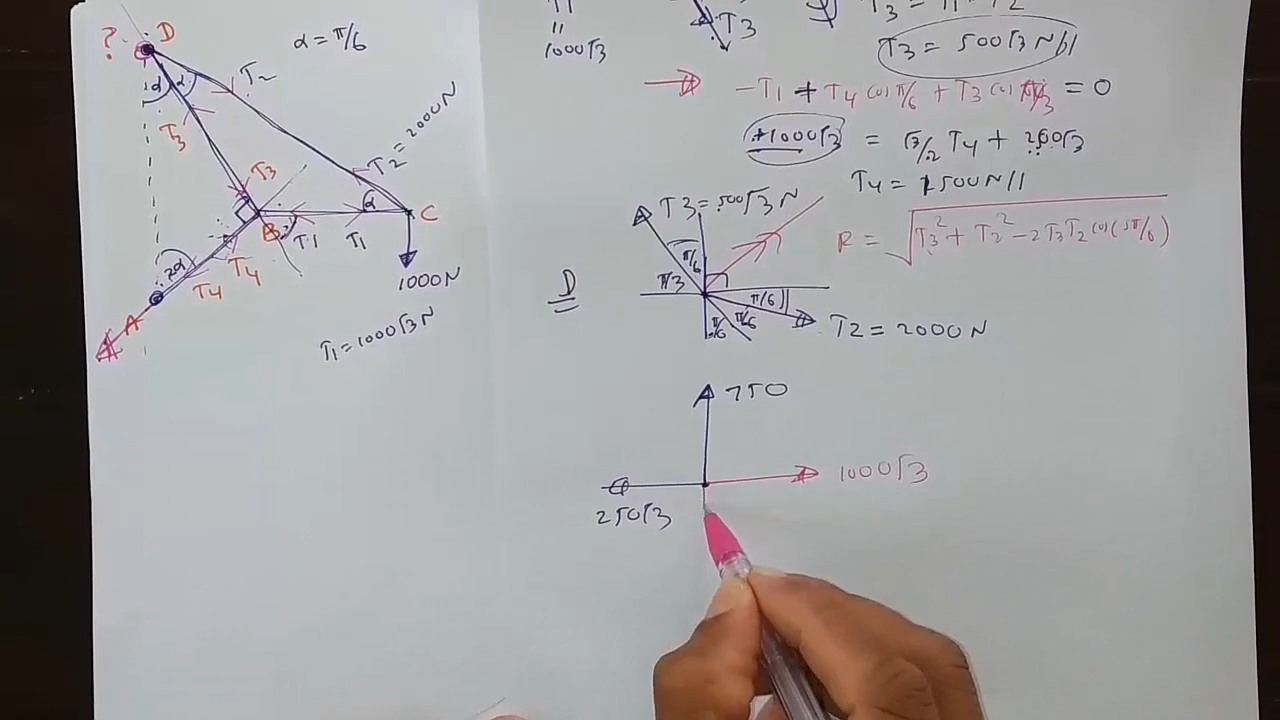 ? D
α = π/6
α
α
T2
T3
T3
T2 = 2000N
α
C
B
T1
T1
1000N
2α
T4
T4
A
T1 = 1000√3 N
1000√3
T3
T3 = 500√3 N//
-T1 + T4 cos π/6 + T3 cos π/3 = 0
+1000√3 = √3/2 T4 + 250√3
T4 = 1500N//
T3 = 500√3 N
R = √T3² + T2² - 2T3T2 cos(5π/6)
π/6
π/3
D
π/6
π/6
π/6
T2 = 2000N
750
1000√3
250√3